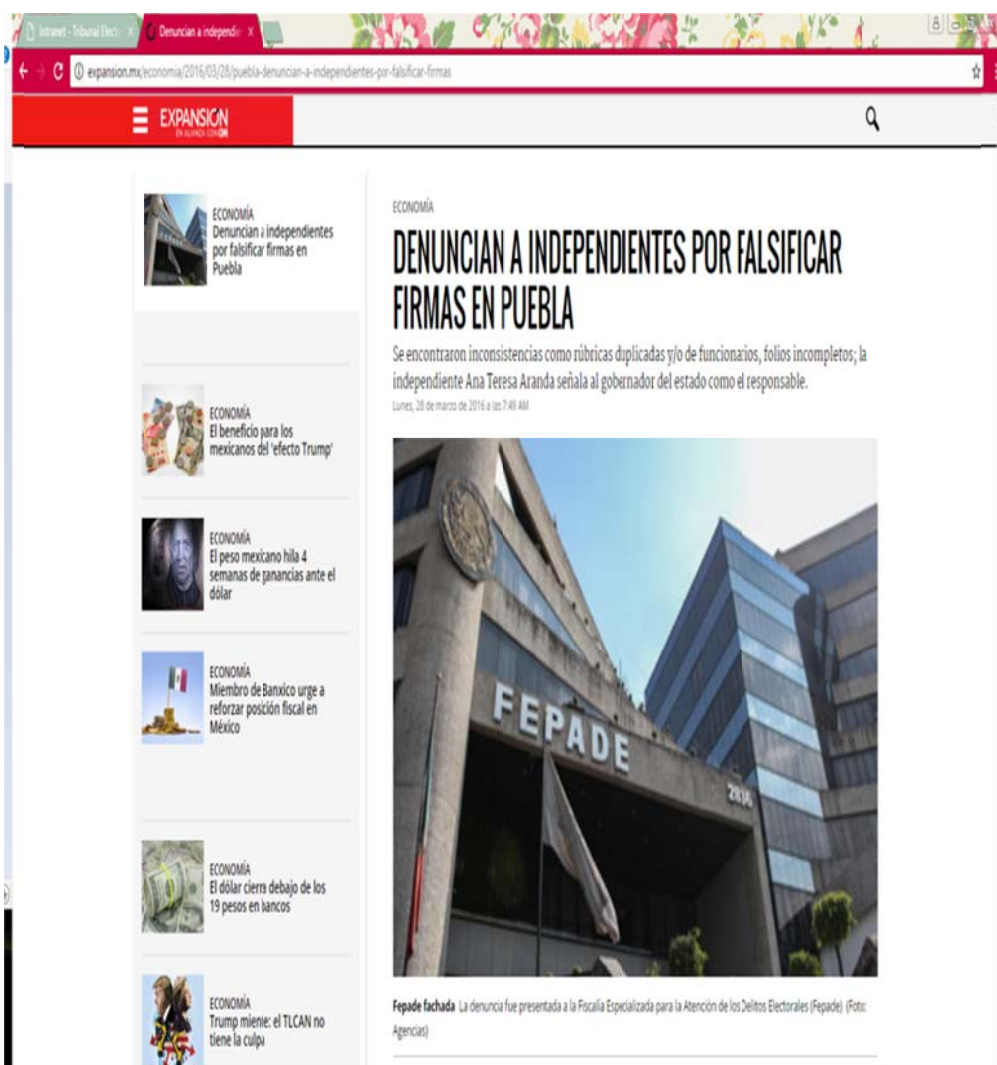 Intranet - Tribunal Elect
Denuncian a independie
expansion.mx/economia/2016/03/28/puebla-denuncian-a-independientes-por-falsificar-firmas
EXPANSIÓN
EN ALIANZA CON CNN
ECONOMÍA
Denuncian a independientes
por falsificar firmas en
Puebla
ECONOMÍA
El beneficio para los
mexicanos del 'efecto Trump'
ECONOMÍA
El peso mexicano hila 4
semanas de ganancias ante el
dólar
ECONOMÍA
Miembro de Banxico urge a
reforzar posición fiscal en
México
ECONOMÍA
El dólar cierra debajo de los
19 pesos en bancos
ECONOMÍA
Trump miente: el TLCAN no
tiene la culpa
ECONOMÍA
DENUNCIAN A INDEPENDIENTES POR FALSIFICAR
FIRMAS EN PUEBLA
Se encontraron inconsistencias como rúbricas duplicadas y/o de funcionarios, folios incompletos; la
independiente Ana Teresa Aranda señala al gobernador del estado como el responsable.
Lunes, 28 de marzo de 2016 a las 7:49 AM
FEPADE
2836
Fepade fachada La denuncia fue presentada a la Fiscalía Especializada para la Atención de los Delitos Electorales (Fepade) (Foto:
Agencias)